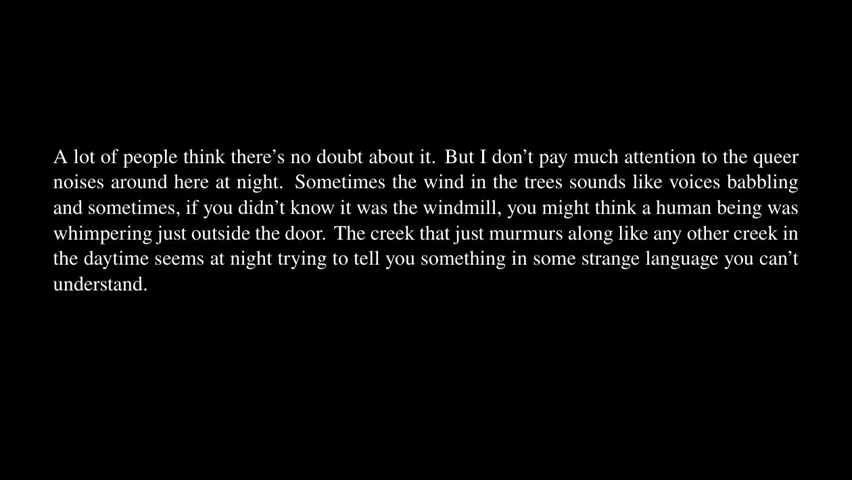 A lot of people think there's no doubt about it. But I don't pay much attention to the queer
noises around here at night. Sometimes the wind in the trees sounds like voices babbling
and sometimes, if you didn't know it was the windmill, you might think a human being was
whimpering just outside the door. The creek that just murmurs along like any other creek in
the daytime seems at night trying to tell you something in some strange language you can't
understand.